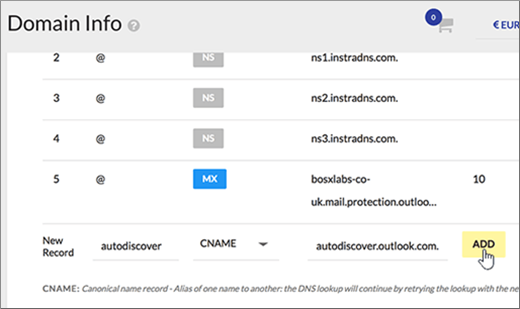 Domain Info ?
0
€ EUR
2 @ NS ns1.instradns.com.
3 @ NS ns2.instradns.com.
4 @ NS ns3.instradns.com.
5 @ MX bosxlabs-co- 10
uk.mail.protection.outloo...
New
Record autodiscover CNAME autodiscover.outlook.com. ADD
CNAME: Canonical name record - Alias of one name to another: the DNS lookup will continue by retrying the lookup with the ne